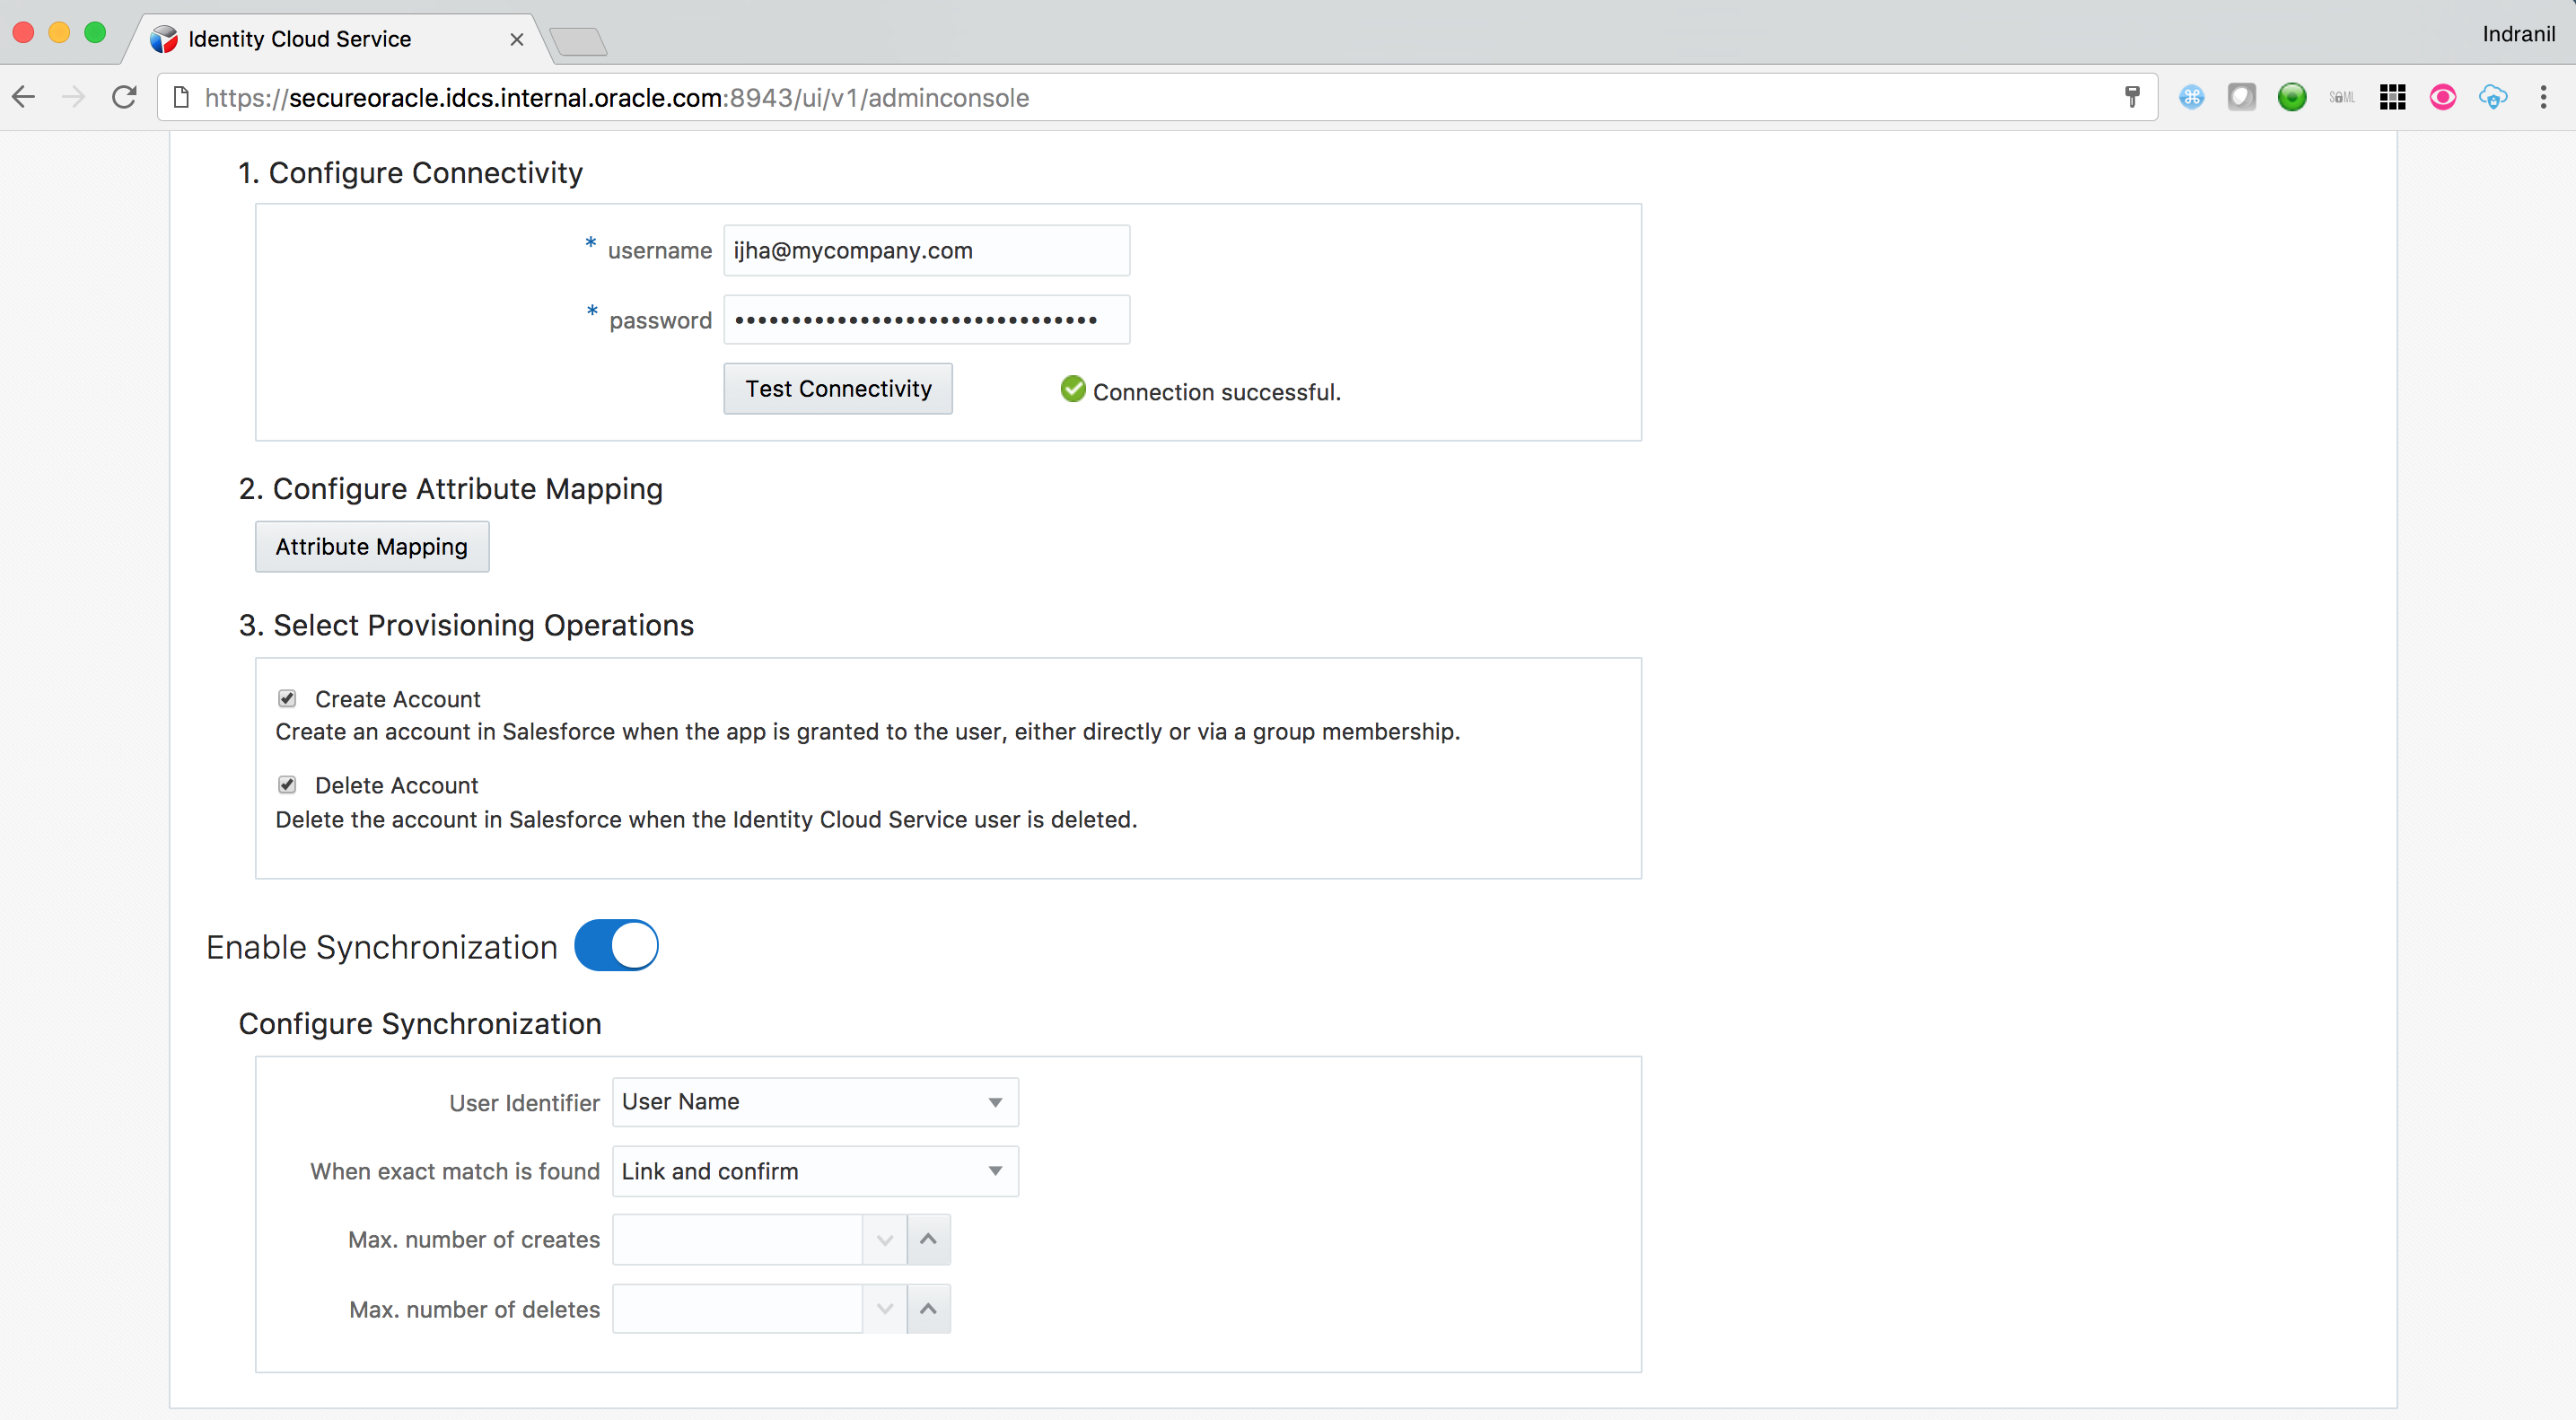 Identity Cloud Service
Indranil
https://secureoracle.idcs.internal.oracle.com:8943/ui/v1/adminconsole
SAML
1. Configure Connectivity
* username ijha@mycompany.com
* password ••••••••••••••••••••••••••••••••
Test Connectivity Connection successful.
2. Configure Attribute Mapping
Attribute Mapping
3. Select Provisioning Operations
Create Account
Create an account in Salesforce when the app is granted to the user, either directly or via a group membership.
Delete Account
Delete the account in Salesforce when the Identity Cloud Service user is deleted.
Enable Synchronization
Configure Synchronization
User Identifier User Name
When exact match is found Link and confirm
Max. number of creates
Max. number of deletes